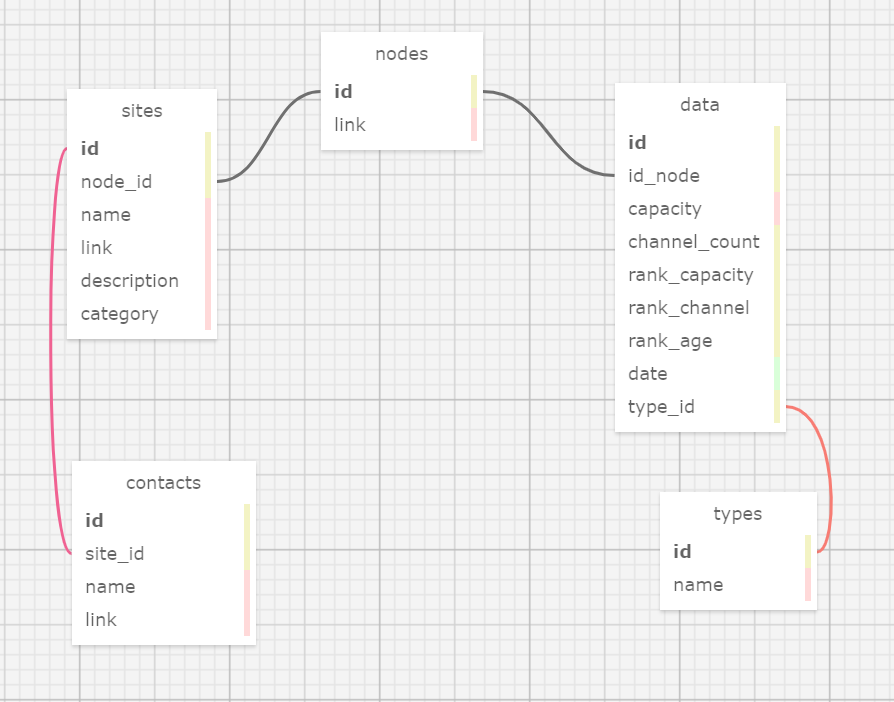 nodes
id
link
sites
id
node_id
name
link
description
category
data
id
id_node
capacity
channel_count
rank_capacity
rank_channel
rank_age
date
type_id
contacts
id
site_id
name
link
types
id
name